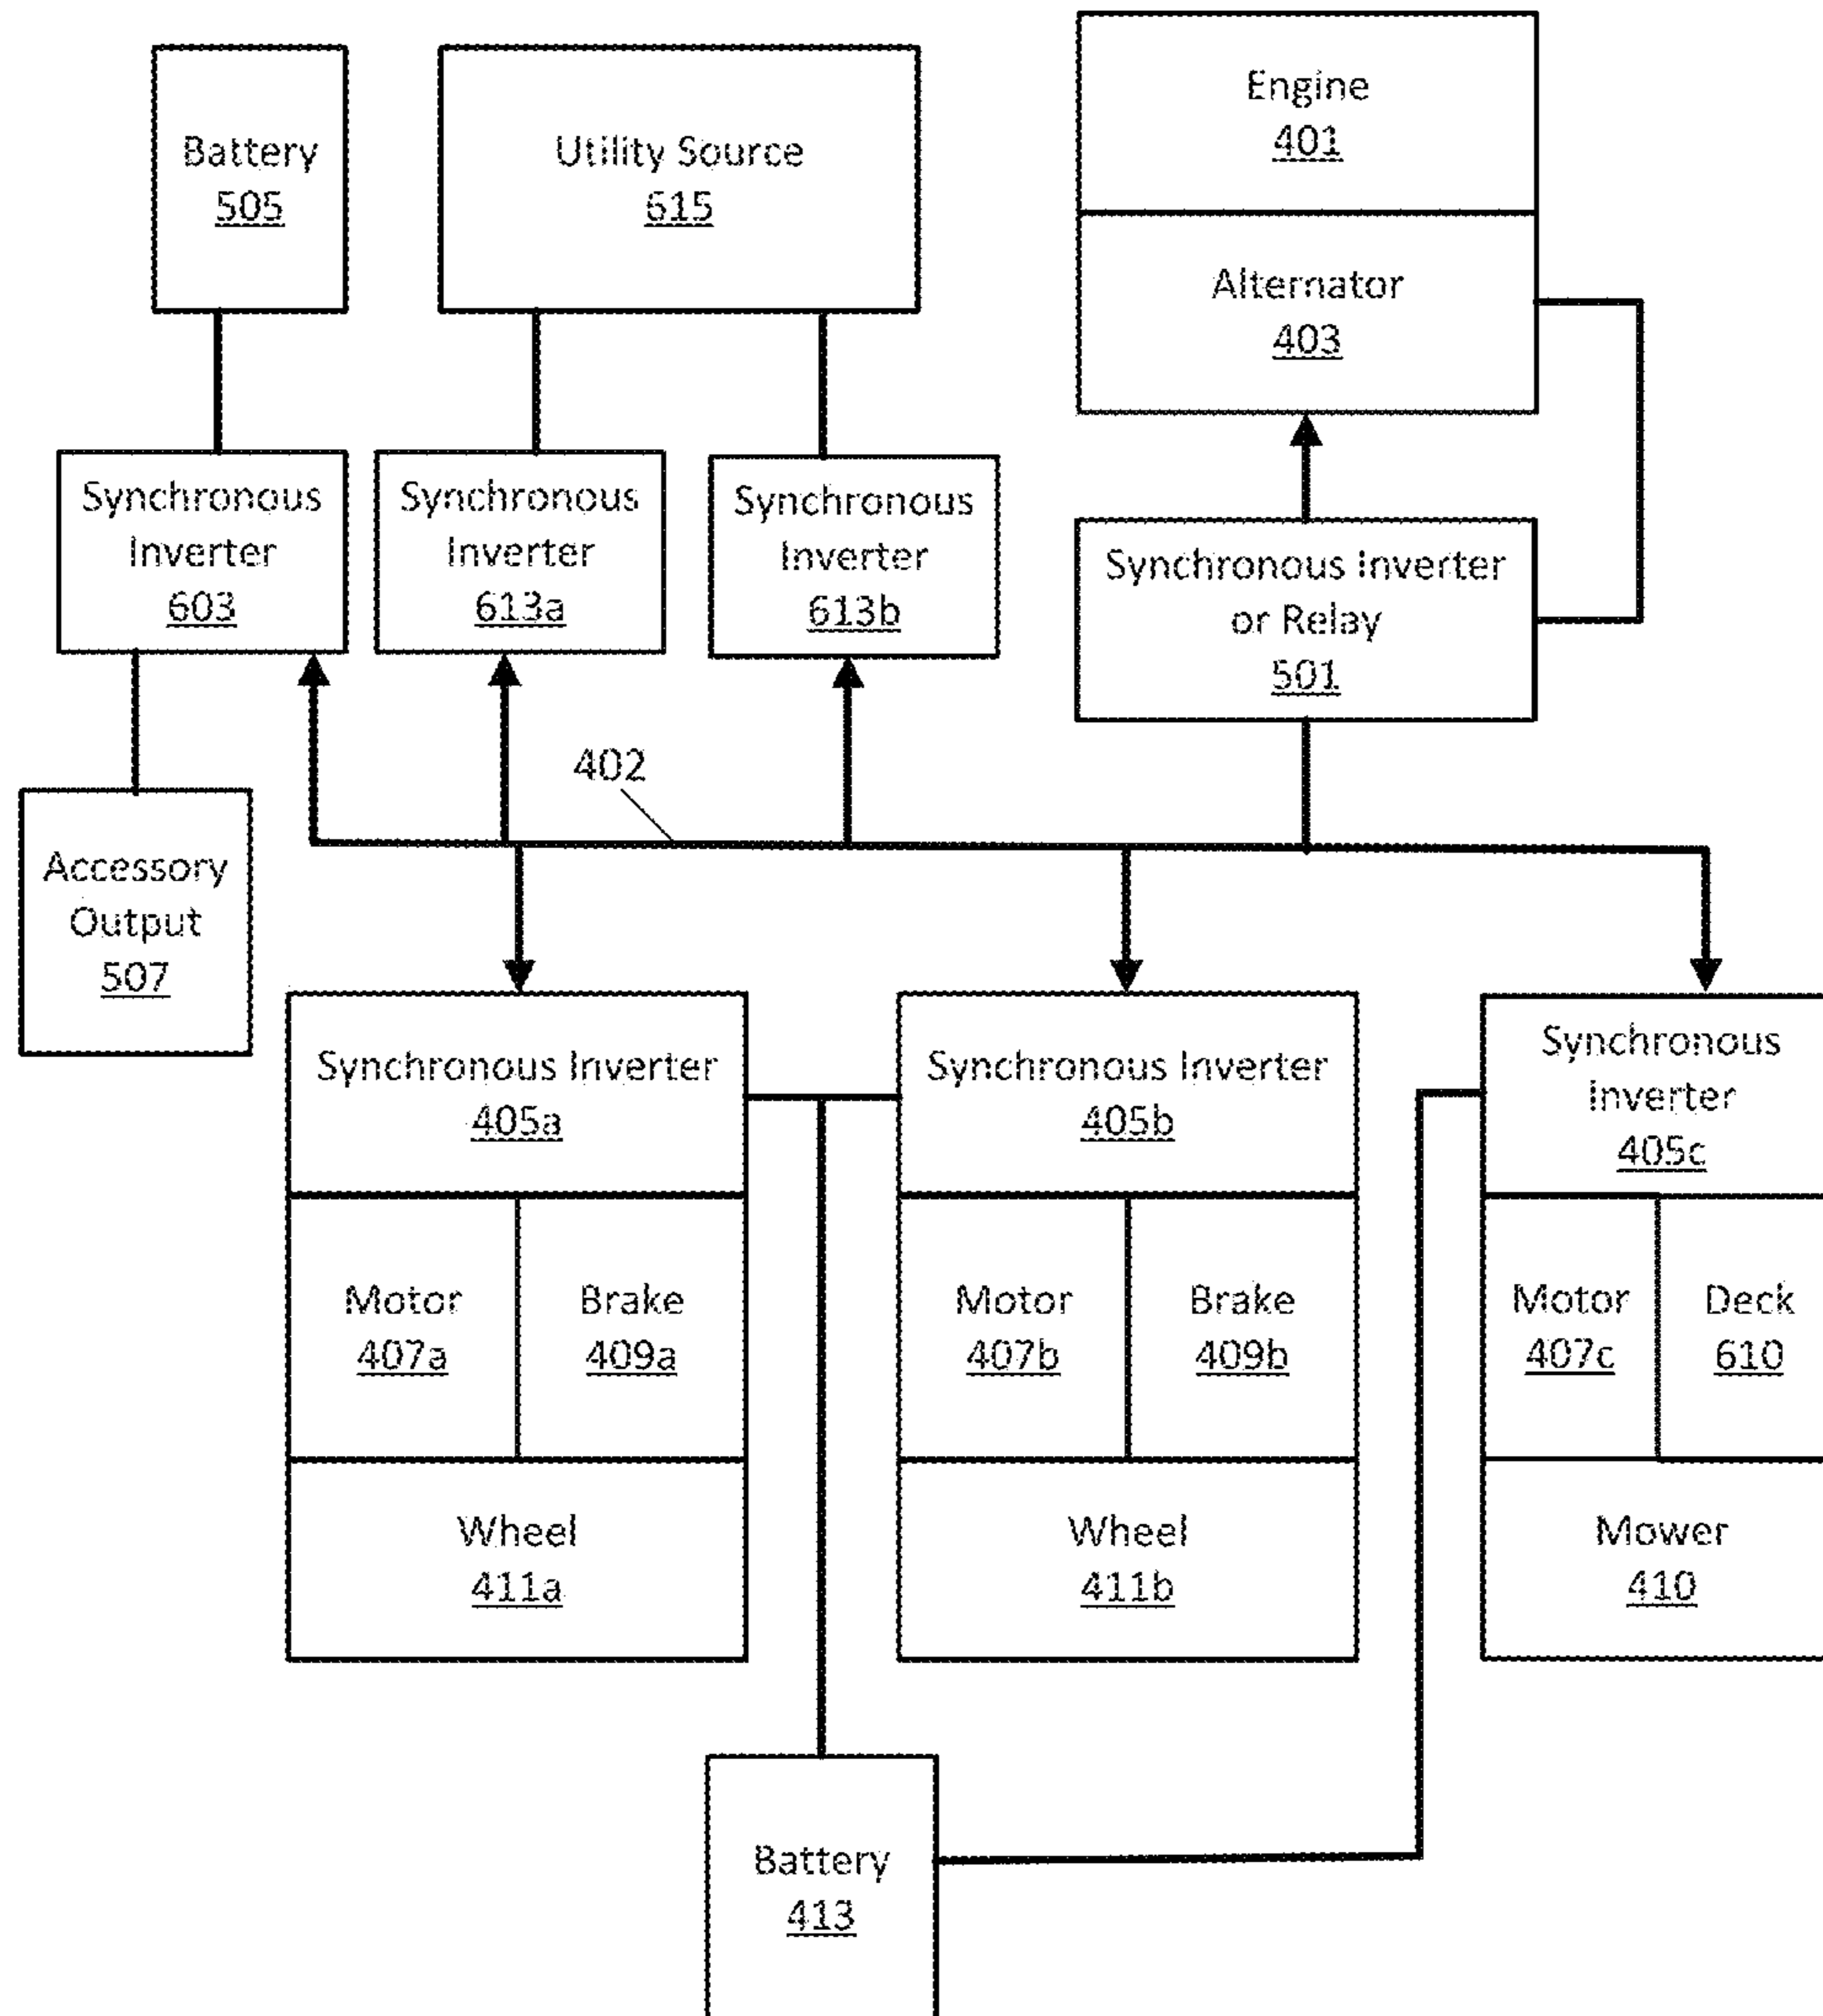 Engine
401
Battery
505
Utility Source
615
Alternator
403
Synchronous
Inverter
603
Synchronous
Inverter
613a
Synchronous
Inverter
613b
Synchronous Inverter
or Relay
501
402
Accessory
Output
507
Synchronous Inverter
405a
Synchronous Inverter
405b
Synchronous
Inverter
405c
Motor
407a
Brake
409a
Motor
407b
Brake
409b
Motor
407c
Deck
610
Wheel
411a
Wheel
411b
Mower
410
Battery
413